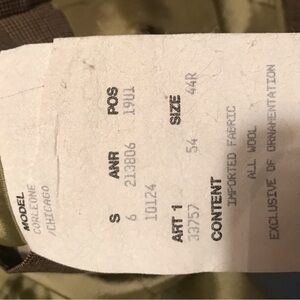 MODEL
CORLEONE
/CHICAGO
S ANR POS
6 213806 19U1
10124
ART 1 SIZE
33757 54 44R
CONTENT
IMPORTED FABRIC
ALL WOOL
EXCLUSIVE OF ORNAMENTATION